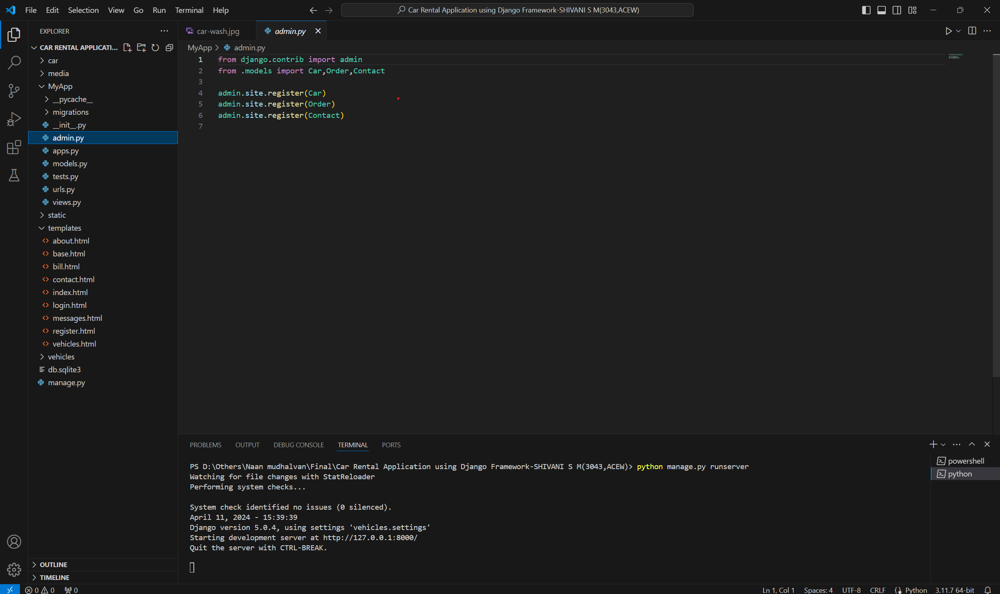 File Edit Selection View Go Run Terminal Help
Car Rental Application using Django Framework-SHIVANI S M(3043,ACEW)
EXPLORER
CAR RENTAL APPLICATI...
car
media
MyApp
__pycache__
migrations
__init__.py
admin.py
apps.py
models.py
tests.py
urls.py
views.py
static
templates
about.html
base.html
bill.html
contact.html
index.html
login.html
messages.html
register.html
vehicles.html
vehicles
db.sqlite3
manage.py
OUTLINE
TIMELINE
car-wash.jpg
admin.py
MyApp > admin.py
1 from django.contrib import admin
2 from .models import Car,Order,Contact
3
4 admin.site.register(Car)
5 admin.site.register(Order)
6 admin.site.register(Contact)
7
PROBLEMS OUTPUT DEBUG CONSOLE TERMINAL PORTS
PS D:\Others\Naan mudhalvan\Final\Car Rental Application using Django Framework-SHIVANI S M(3043,ACEW)> python manage.py runserver
Watching for file changes with StatReloader
Performing system checks...
System check identified no issues (0 silenced).
April 11, 2024 - 15:39:39
Django version 5.0.4, using settings 'vehicles.settings'
Starting development server at http://127.0.0.1:8000/
Quit the server with CTRL-BREAK.
powershell
python
0 0 0
Ln 1, Col 1 Spaces: 4 UTF-8 CRLF Python 3.11.7 64-bit